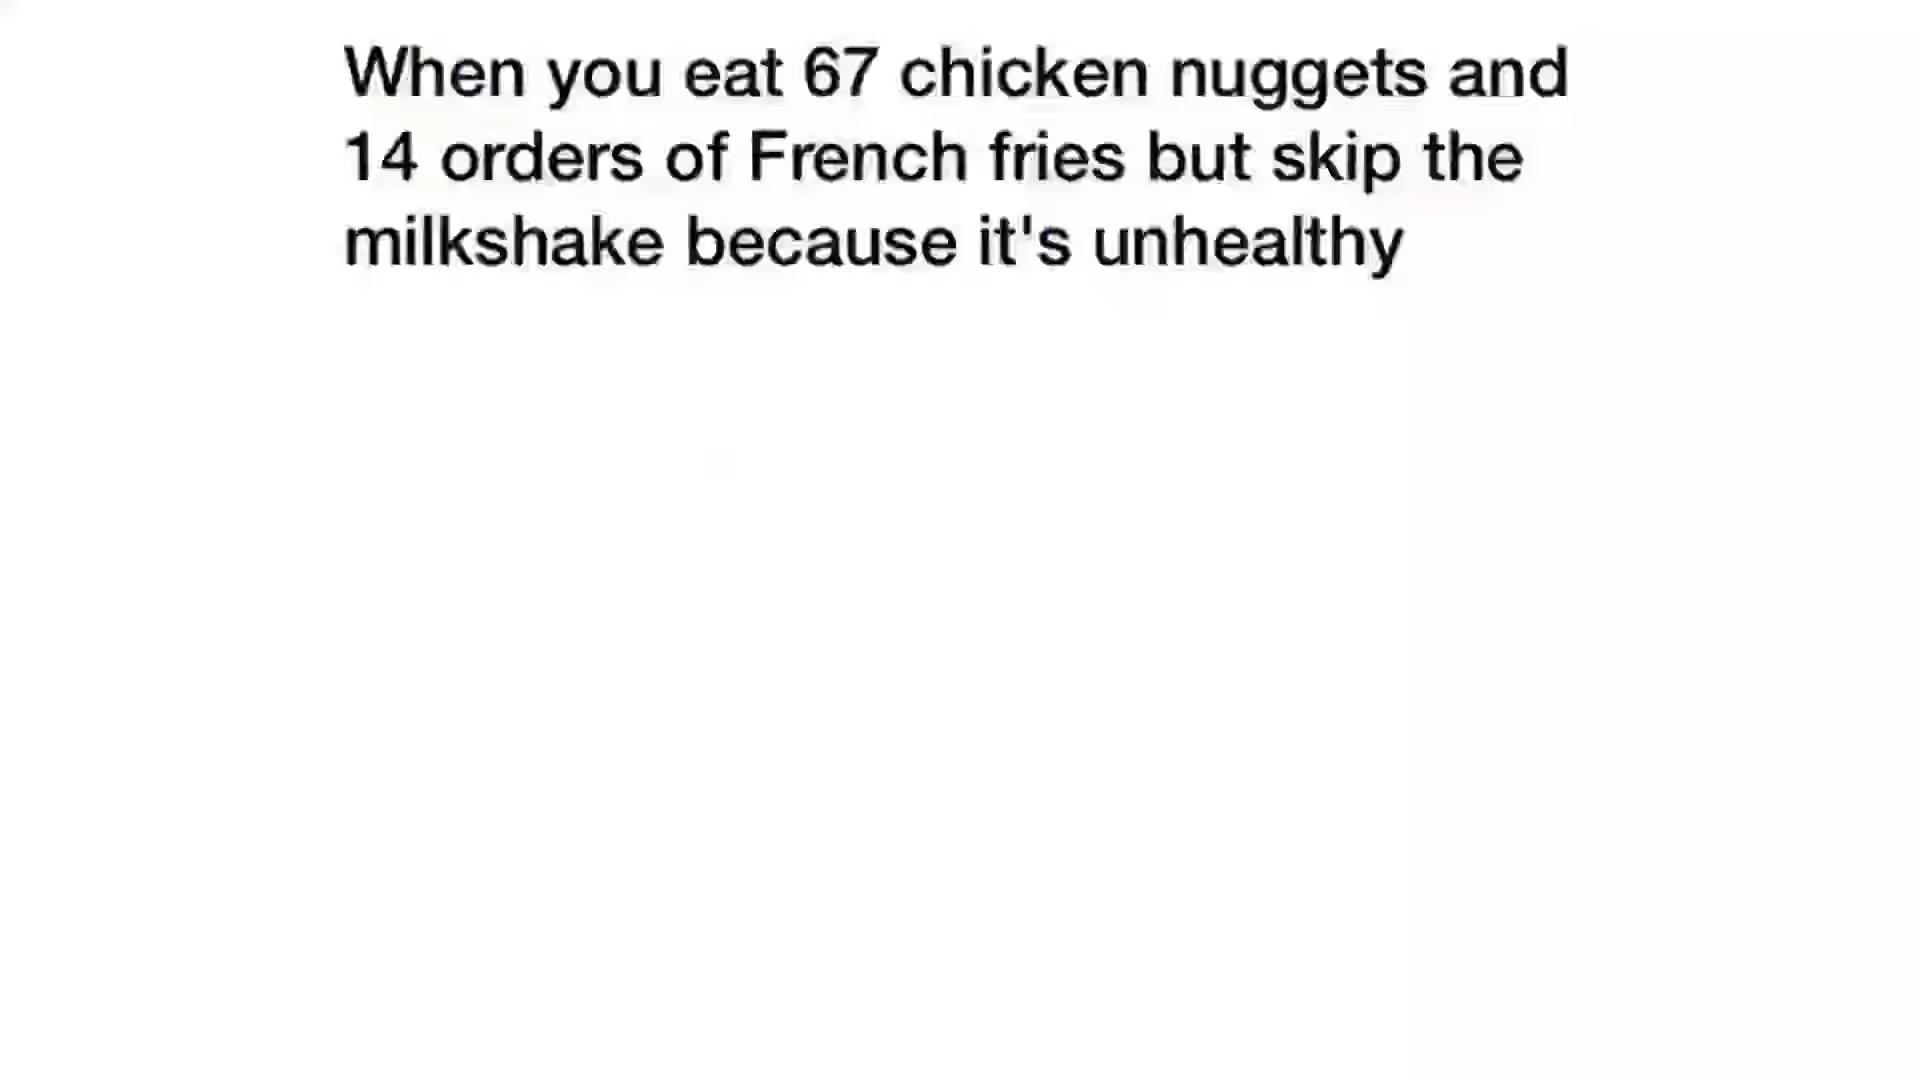 When you eat 67 chicken nuggets and
14 orders of French fries but skip the
milkshake because it's unhealthy